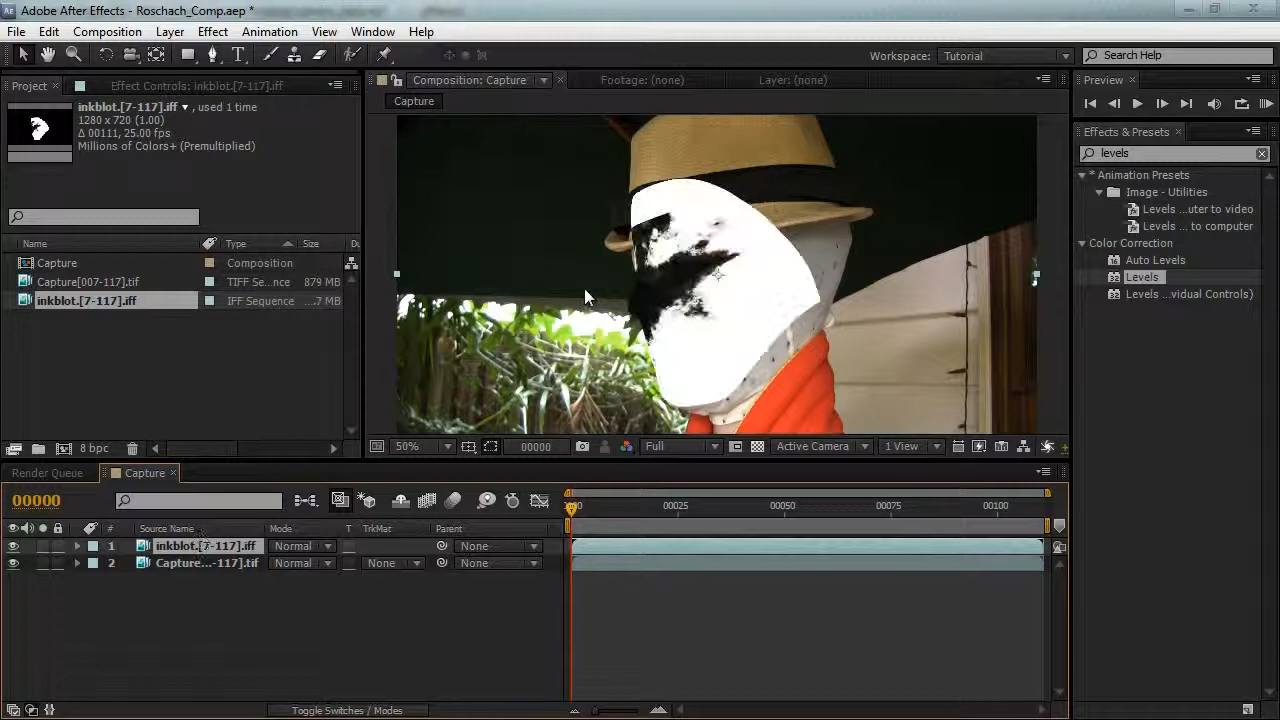 Adobe After Effects - Roschach_Comp.aep *
File Edit Composition Layer Effect Animation View Window Help
Workspace: Tutorial Search Help
Project Effect Controls: inkblot.[7-117].iff
Composition: Capture Footage: (none) Layer: (none)
Preview
Capture
inkblot.[7-117].iff , used 1 time
1280 x 720 (1.00)
Δ 00111, 25.00 fps
Millions of Colors+ (Premultiplied)
Effects & Presets
levels
* Animation Presets
Image - Utilities
Levels ...uter to video
Levels ... to computer
Color Correction
Auto Levels
Levels
Levels ...vidual Controls)
Name Type Size Du
Capture Composition
Capture[007-117].tif TIFF Se...nce 879 MB
inkblot.[7-117].iff IFF Sequence ....7 MB
8 bpc
50% 00000 Full Active Camera 1 View
Render Queue Capture
00000
00025 00050 00075 00100
# Source Name Mode T TrkMat Parent
1 inkblot.[7-117].iff Normal None
2 Capture...-117].tif Normal None None
Toggle Switches / Modes